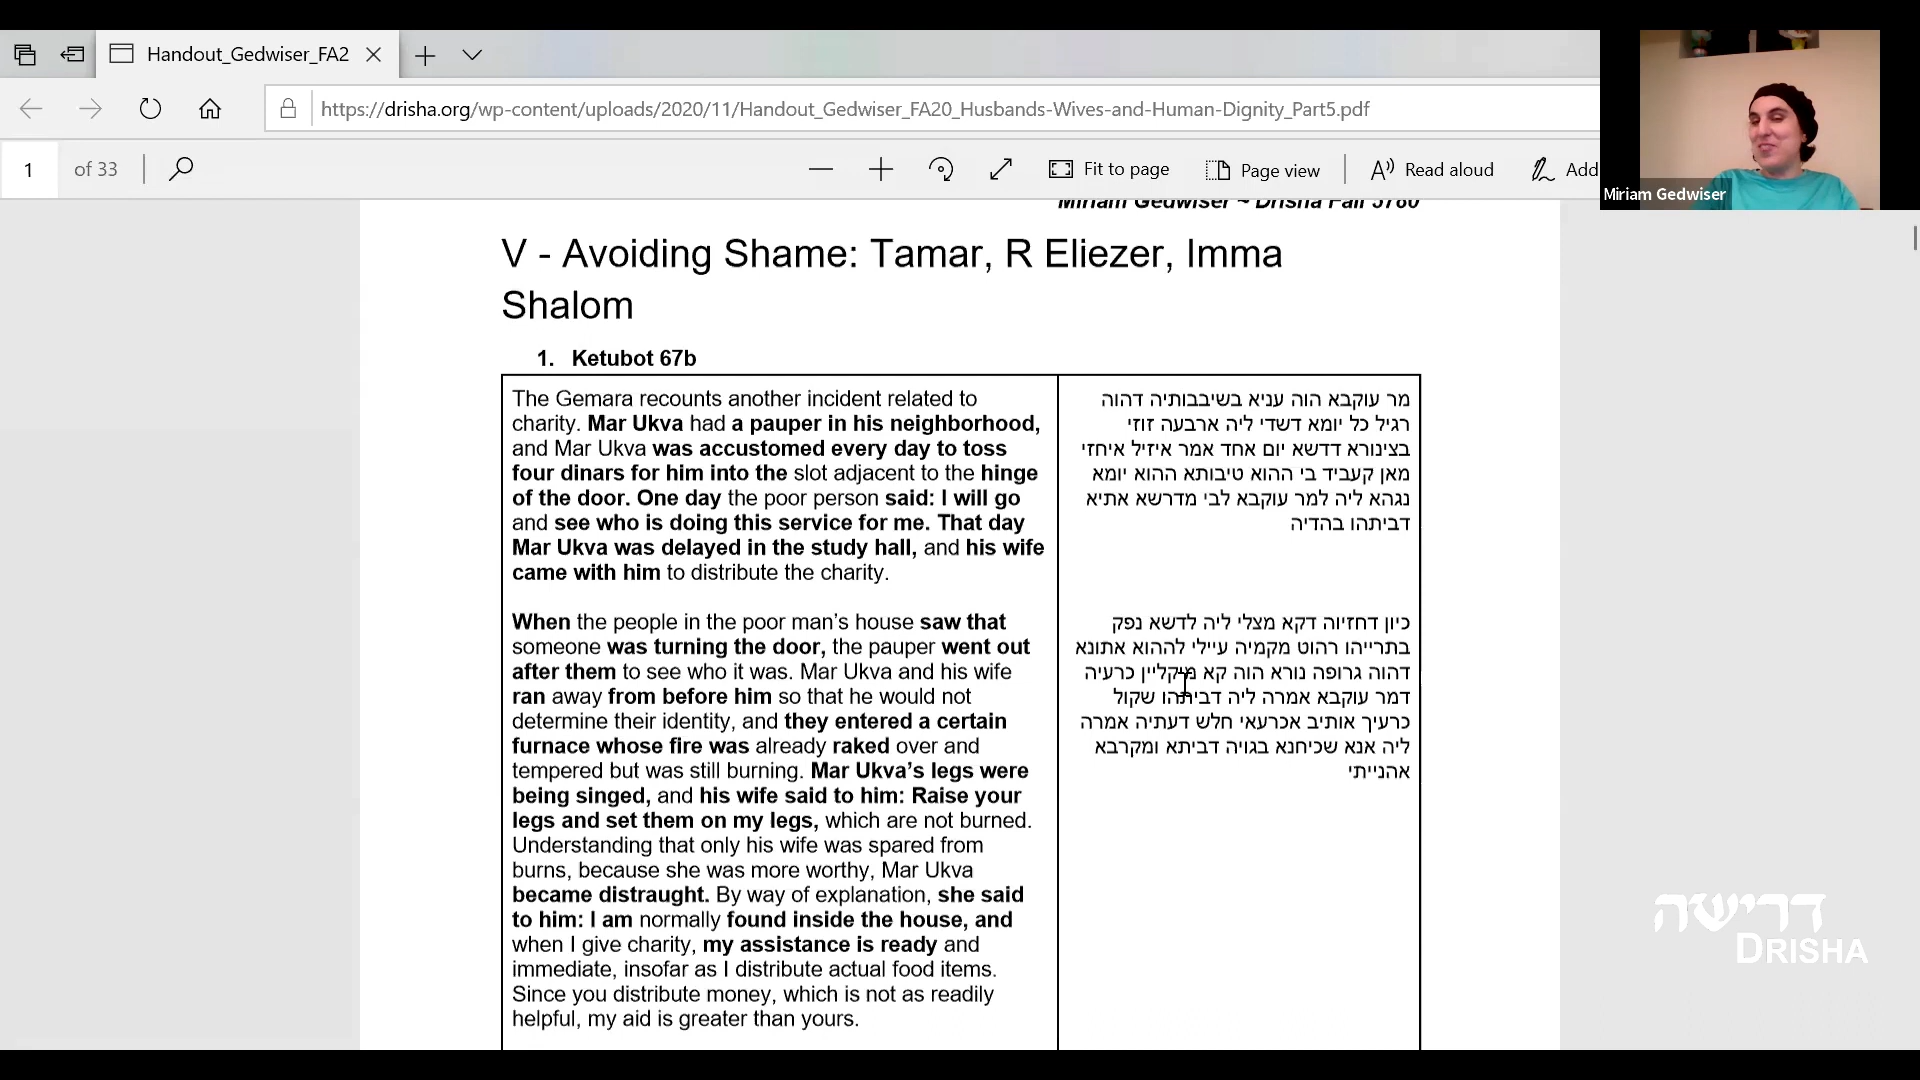 Handout_Gedwiser_FA2
https://drisha.org/wp-content/uploads/2020/11/Handout_Gedwiser_FA20_Husbands-Wives-and-Human-Dignity_Part5.pdf
1 of 33
Fit to page
Page view
Read aloud
Add
Miriam Gedwiser
Miriam Gedwiser ~ Drisha Fall 5780
V - Avoiding Shame: Tamar, R Eliezer, Imma
Shalom
1. Ketubot 67b
The Gemara recounts another incident related to
charity. Mar Ukva had a pauper in his neighborhood,
and Mar Ukva was accustomed every day to toss
four dinars for him into the slot adjacent to the hinge
of the door. One day the poor person said: I will go
and see who is doing this service for me. That day
Mar Ukva was delayed in the study hall, and his wife
came with him to distribute the charity.
When the people in the poor man’s house saw that
someone was turning the door, the pauper went out
after them to see who it was. Mar Ukva and his wife
ran away from before him so that he would not
determine their identity, and they entered a certain
furnace whose fire was already raked over and
tempered but was still burning. Mar Ukva’s legs were
being singed, and his wife said to him: Raise your
legs and set them on my legs, which are not burned.
Understanding that only his wife was spared from
burns, because she was more worthy, Mar Ukva
became distraught. By way of explanation, she said
to him: I am normally found inside the house, and
when I give charity, my assistance is ready and
immediate, insofar as I distribute actual food items.
Since you distribute money, which is not as readily
helpful, my aid is greater than yours.
מר עוקבא הוה עניא בשיבבותיה דהוה
רגיל כל יומא דשדי ליה ארבעה זוזי
בצינורא דדשא יום אחד אמר איזיל איחזי
מאן קעביד בי ההוא טיבותא ההוא יומא
נגהא ליה למר עוקבא לבי מדרשא אתיא
דביתהו בהדיה
כיון דחזיוה דקא מצלי ליה לדשא נפק
בתרייהו רהוט מקמיה עיילי לההוא אתונא
דהוה גרופה נורא הוה קא מיקליין כרעיה
דמר עוקבא אמרה ליה דביתהו שקול
כרעיך אותיב אכרעאי חלש דעתיה אמרה
ליה אנא שכיחנא בגויה דביתא ומקרבא
אהנייתי
דרישה
DRISHA